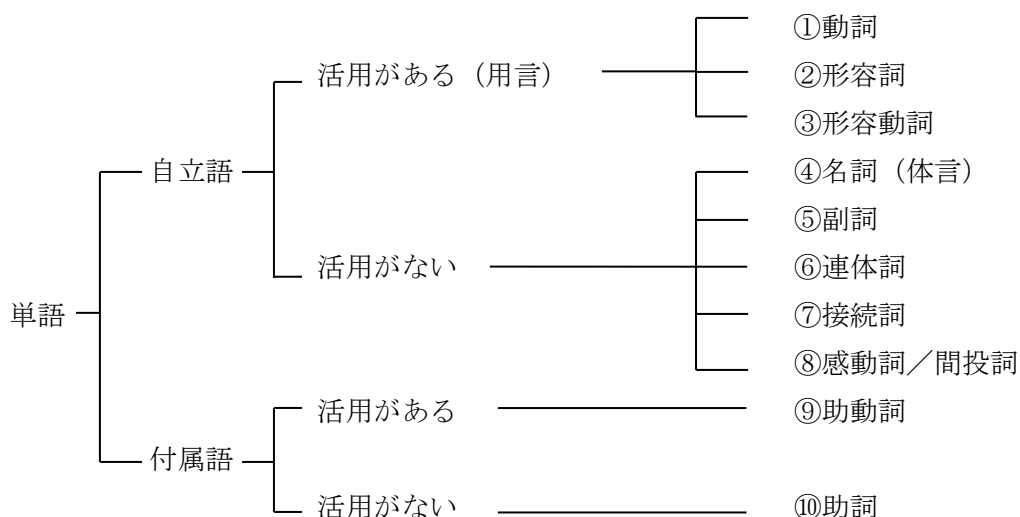 ①動詞
活用がある（用言）
②形容詞
③形容動詞
自立語
④名詞（体言）
⑤副詞
活用がない
⑥連体詞
単語
⑦接続詞
⑧感動詞／間投詞
活用がある
⑨助動詞
付属語
活用がない
⑩助詞